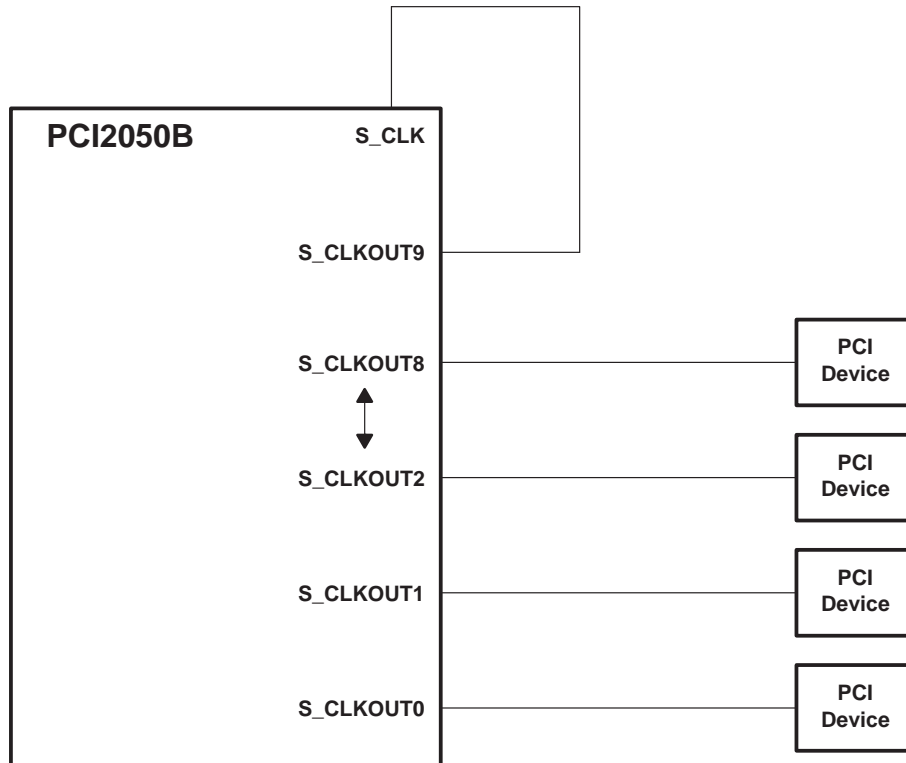 PCI2050B
S_CLK
S_CLKOUT9
S_CLKOUT8
PCI
Device
S_CLKOUT2
PCI
Device
S_CLKOUT1
PCI
Device
S_CLKOUT0
PCI
Device